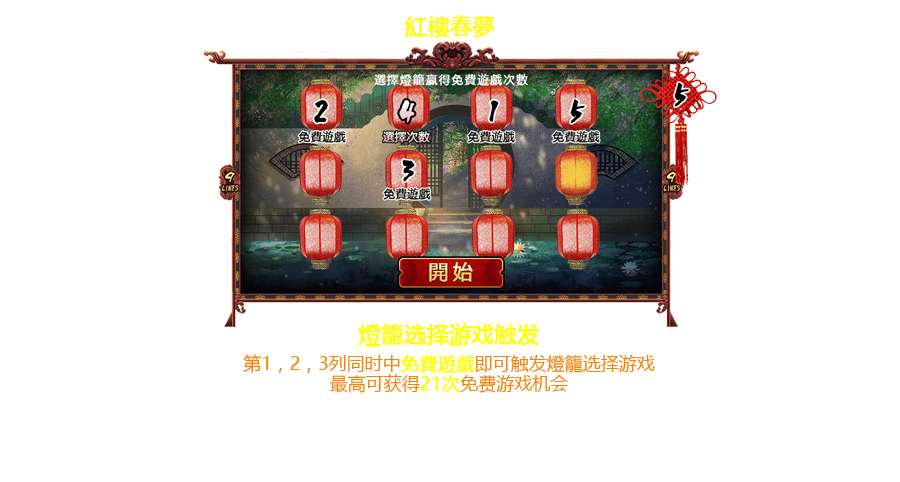 紅樓春夢
選擇燈籠贏得免費遊戲次數
2 4 1 5 5
免費遊戲 選擇次數 免費遊戲 免費遊戲
9 LINES 3 9 LINES
免費遊戲
開始
燈籠选择游戏触发
第1，2，3列同时中免費遊戲即可触发燈籠选择游戏
最高可获得21次免费游戏机会